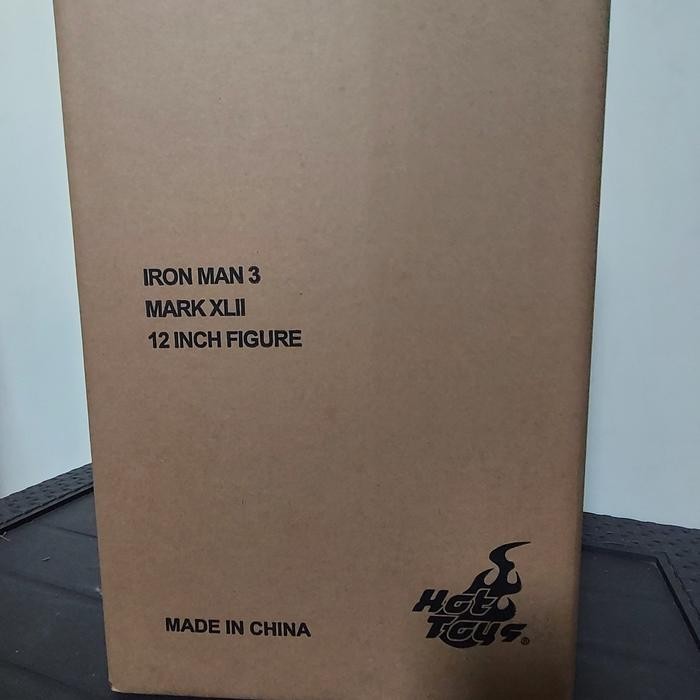 IRON MAN 3
MARK XLII
12 INCH FIGURE
MADE IN CHINA
Hot
Toys®